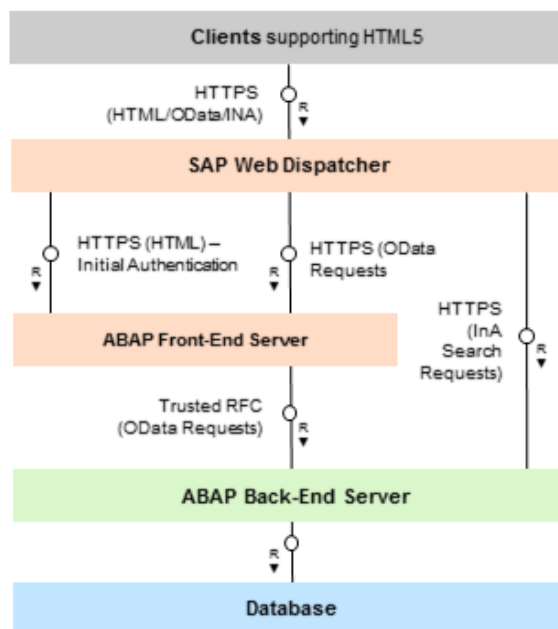 Clients supporting HTML5
HTTPS
(HTML/OData/INA)
R
SAP Web Dispatcher
HTTPS (HTML) –
Initial Authentication
R
HTTPS (OData
Requests
R
HTTPS
(InA
Search
Requests)
R
ABAP Front-End Server
Trusted RFC
(OData Requests)
R
ABAP Back-End Server
R
Database